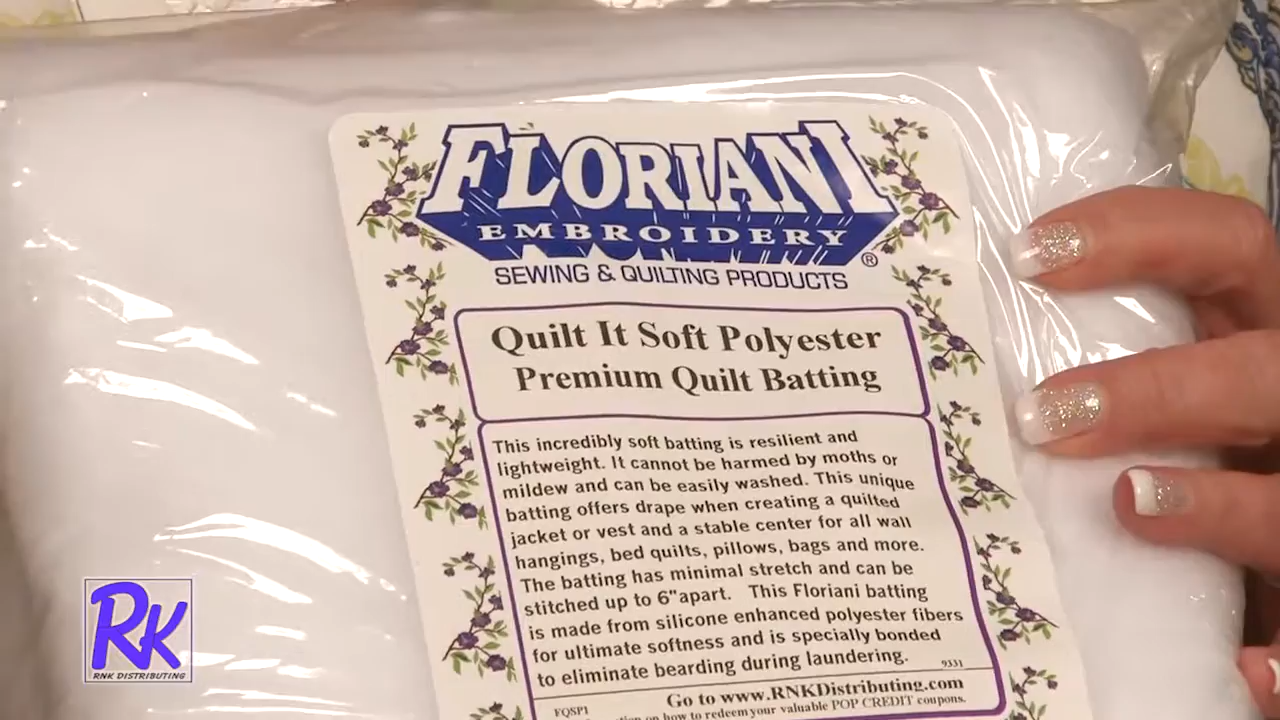 FLORIANI
EMBROIDERY
®
SEWING & QUILTING PRODUCTS
Quilt It Soft Polyester
Premium Quilt Batting
This incredibly soft batting is resilient and
lightweight. It cannot be harmed by moths or
mildew and can be easily washed. This unique
batting offers drape when creating a quilted
jacket or vest and a stable center for all wall
hangings, bed quilts, pillows, bags and more.
The batting has minimal stretch and can be
stitched up to 6"apart. This Floriani batting
is made from silicone enhanced polyester fibers
for ultimate softness and is specially bonded
to eliminate bearding during laundering.
9331
FQSP1
Go to www.RNKDistributing.com
on how to redeem your valuable POP CREDIT coupons.
RK
RNK DISTRIBUTING